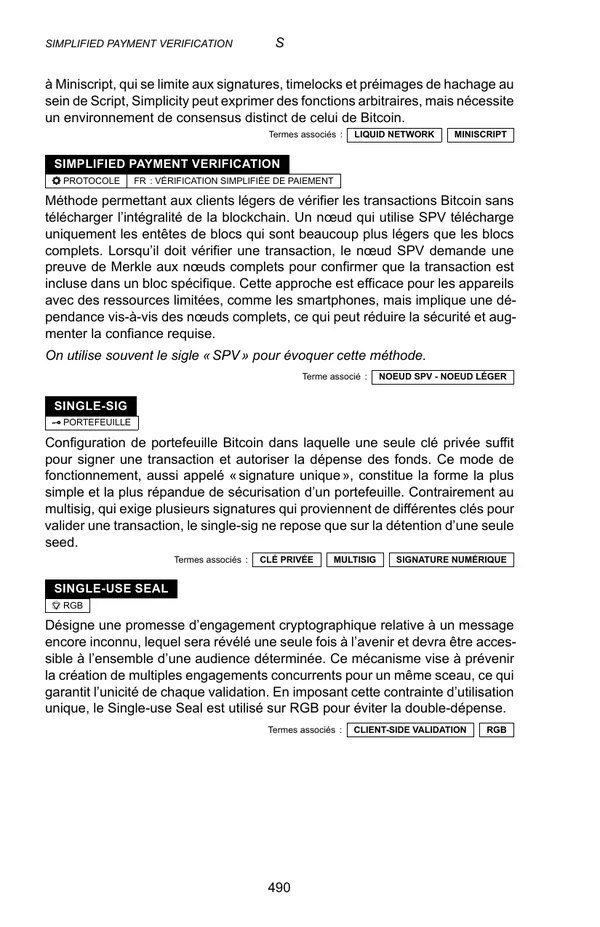 SIMPLIFIED PAYMENT VERIFICATION S
à Miniscript, qui se limite aux signatures, timelocks et préimages de hachage au
sein de Script, Simplicity peut exprimer des fonctions arbitraires, mais nécessite
un environnement de consensus distinct de celui de Bitcoin.
Termes associés : LIQUID NETWORK MINISCRIPT
SIMPLIFIED PAYMENT VERIFICATION
PROTOCOLE FR : VÉRIFICATION SIMPLIFIÉE DE PAIEMENT
Méthode permettant aux clients légers de vérifier les transactions Bitcoin sans
télécharger l'intégralité de la blockchain. Un nœud qui utilise SPV télécharge
uniquement les entêtes de blocs qui sont beaucoup plus légers que les blocs
complets. Lorsqu'il doit vérifier une transaction, le nœud SPV demande une
preuve de Merkle aux nœuds complets pour confirmer que la transaction est
incluse dans un bloc spécifique. Cette approche est efficace pour les appareils
avec des ressources limitées, comme les smartphones, mais implique une dé-
pendance vis-à-vis des nœuds complets, ce qui peut réduire la sécurité et aug-
menter la confiance requise.
On utilise souvent le sigle « SPV » pour évoquer cette méthode.
Terme associé : NOEUD SPV - NOEUD LÉGER
SINGLE-SIG
PORTEFEUILLE
Configuration de portefeuille Bitcoin dans laquelle une seule clé privée suffit
pour signer une transaction et autoriser la dépense des fonds. Ce mode de
fonctionnement, aussi appelé « signature unique », constitue la forme la plus
simple et la plus répandue de sécurisation d'un portefeuille. Contrairement au
multisig, qui exige plusieurs signatures qui proviennent de différentes clés pour
valider une transaction, le single-sig ne repose que sur la détention d'une seule
seed.
Termes associés : CLÉ PRIVÉE MULTISIG SIGNATURE NUMÉRIQUE
SINGLE-USE SEAL
RGB
Désigne une promesse d'engagement cryptographique relative à un message
encore inconnu, lequel sera révélé une seule fois à l'avenir et devra être acces-
sible à l'ensemble d'une audience déterminée. Ce mécanisme vise à prévenir
la création de multiples engagements concurrents pour un même sceau, ce qui
garantit l'unicité de chaque validation. En imposant cette contrainte d'utilisation
unique, le Single-use Seal est utilisé sur RGB pour éviter la double-dépense.
Termes associés : CLIENT-SIDE VALIDATION RGB
490